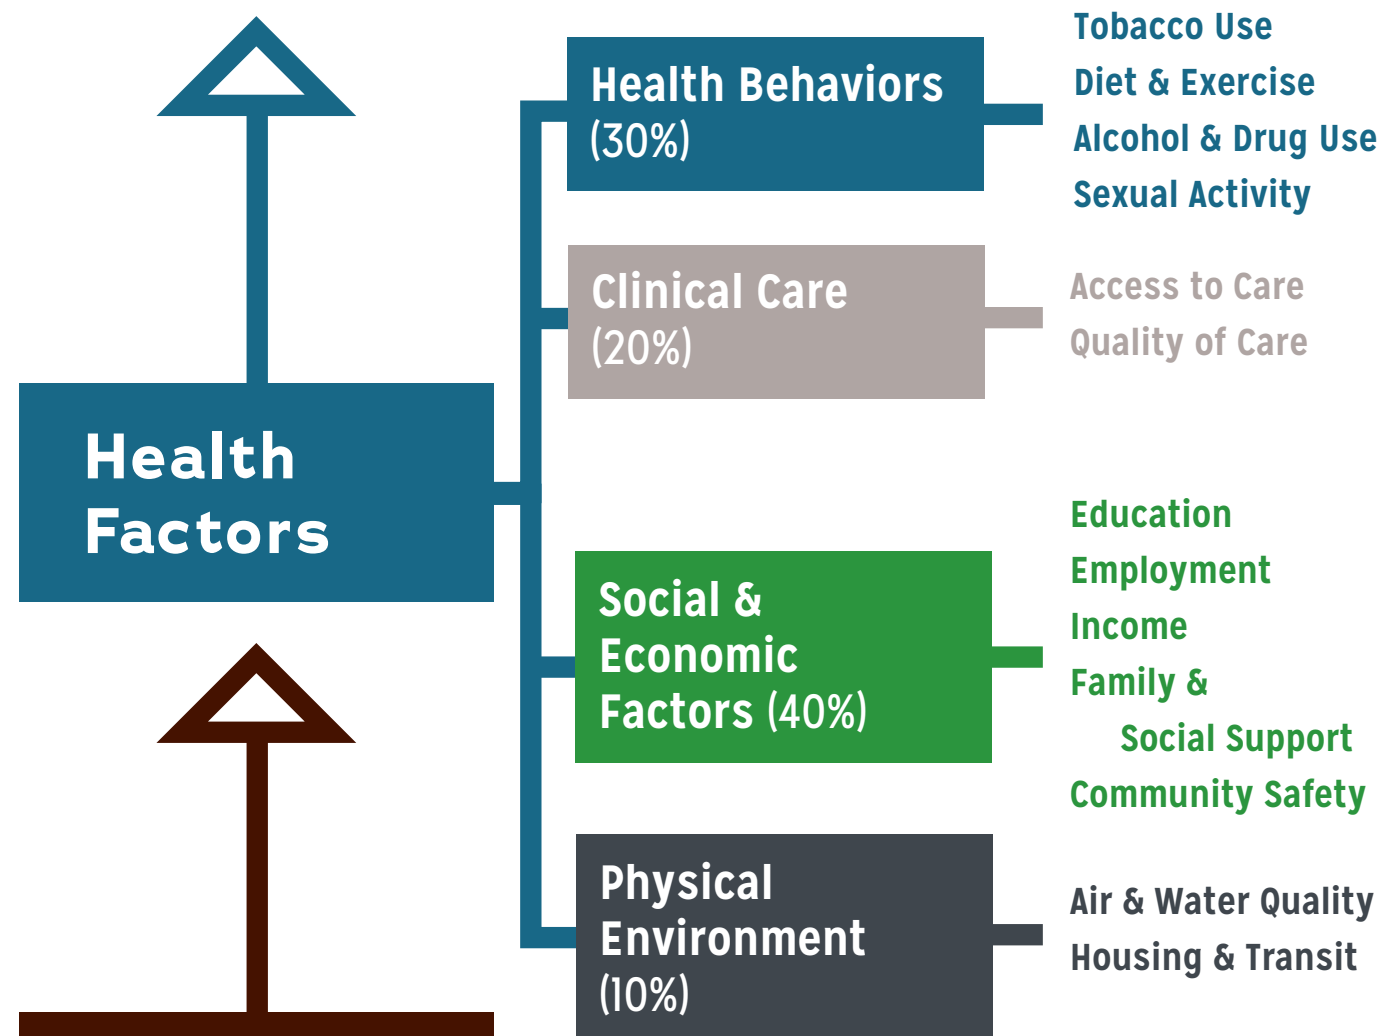 Health
Factors
Health Behaviors
(30%)
Tobacco Use
Diet & Exercise
Alcohol & Drug Use
Sexual Activity
Clinical Care
(20%)
Access to Care
Quality of Care
Social &
Economic
Factors (40%)
Education
Employment
Income
Family &
Social Support
Community Safety
Physical
Environment
(10%)
Air & Water Quality
Housing & Transit